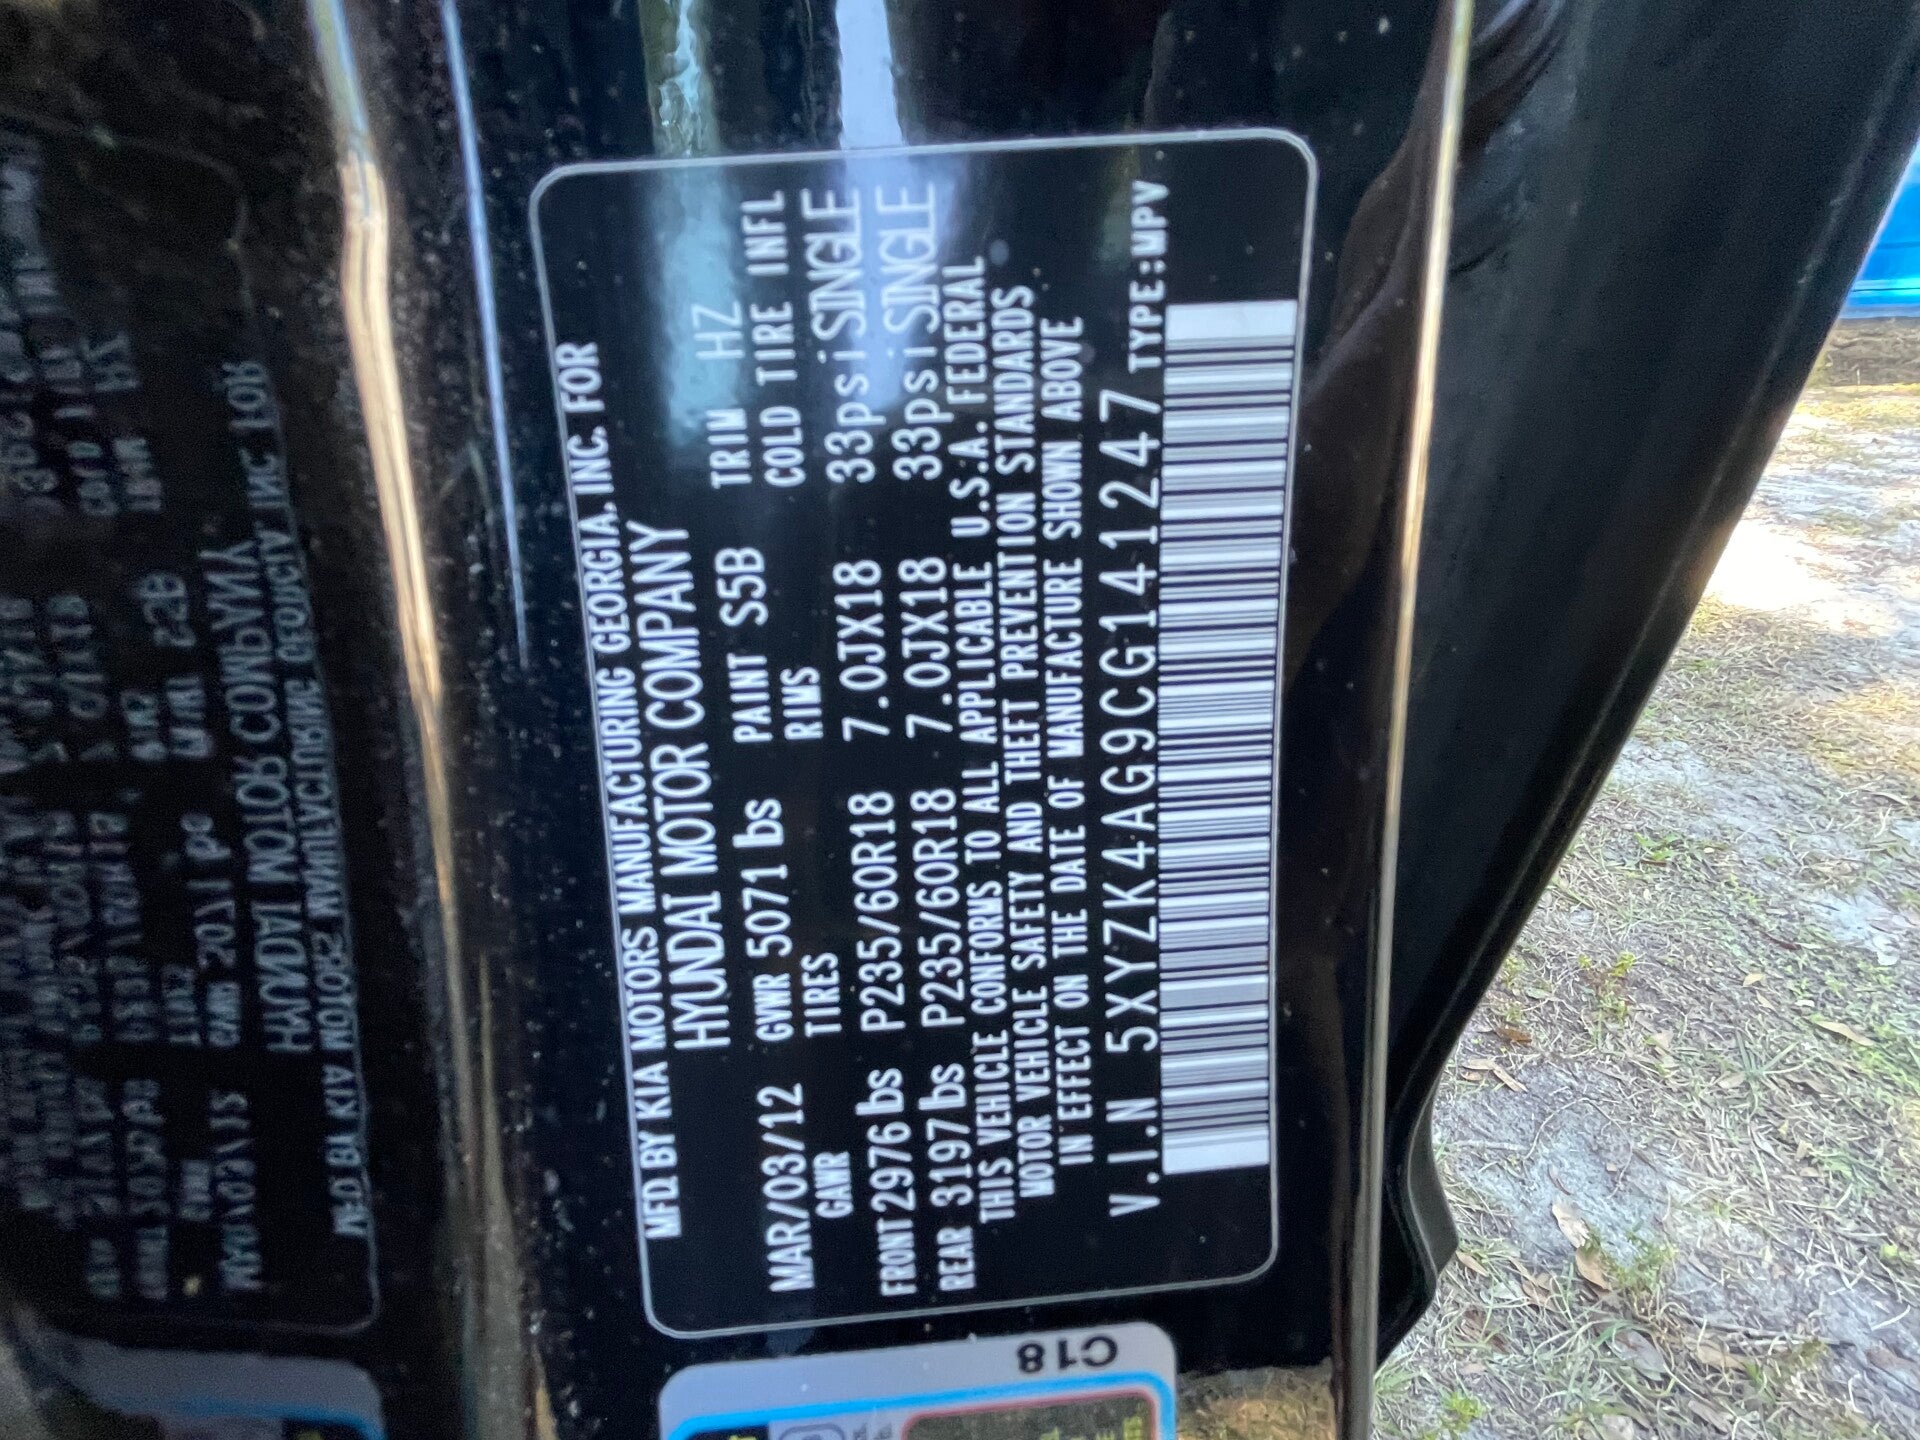 MFD BY KIA MOTORS MANUFACTURING GEORGIA, INC. FOR
HYUNDAI MOTOR COMPANY
MAR/03/12 GVWR 5071 lbs PAINT S5B TRIM HZ
GAWR TIRES RIMS COLD TIRE INFL
FRONT 2976 lbs P235/60R18 7.0JX18 33psi SINGLE
REAR 3197 lbs P235/60R18 7.0JX18 33psi SINGLE
THIS VEHICLE CONFORMS TO ALL APPLICABLE U.S.A. FEDERAL
MOTOR VEHICLE SAFETY AND THEFT PREVENTION STANDARDS
IN EFFECT ON THE DATE OF MANUFACTURE SHOWN ABOVE
V.I.N 5XYZK4AG9CG141247 TYPE:MPV
C18